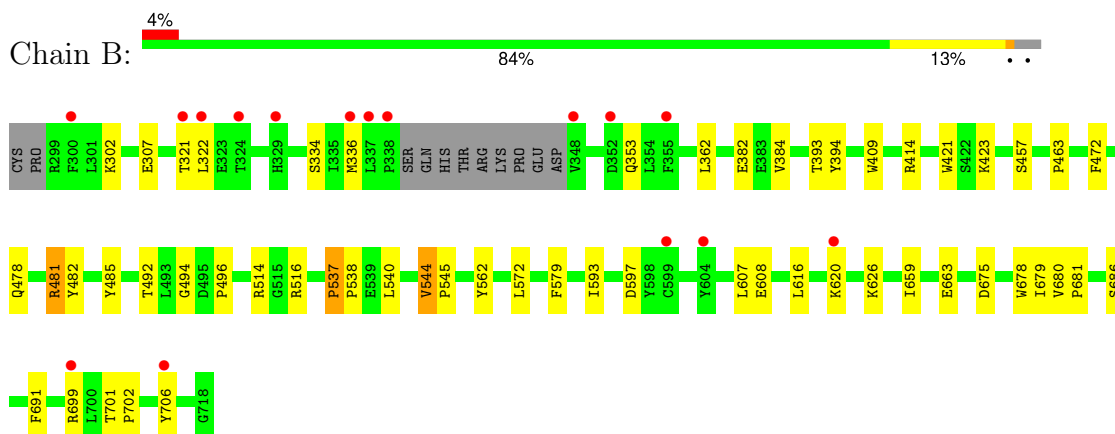 4%
Chain B:
84% 13% • •
CYS PRO R299 F300 L301 K302 E307 T321 L322 E323 T324 H329 S334 I335 M336 L337 P338 SER GLN HIS THR ARG LYS PRO GLU ASP V348 D352 Q353 L354 F355 L362 E382 E383 V384 T393 Y394 W409 R414 W421 S422 K423 S457 P463 F472
Q478 R481 Y482 Y485 T492 L493 G494 D495 P496 R514 G515 R516 P537 P538 E539 L540 V544 P545 Y562 L572 F579 I593 D597 Y598 C599 Y604 L607 E608 L616 K620 K626 I659 E663 D675 W678 I679 V680 P681 S686
F691 R699 L700 T701 P702 Y706 G718